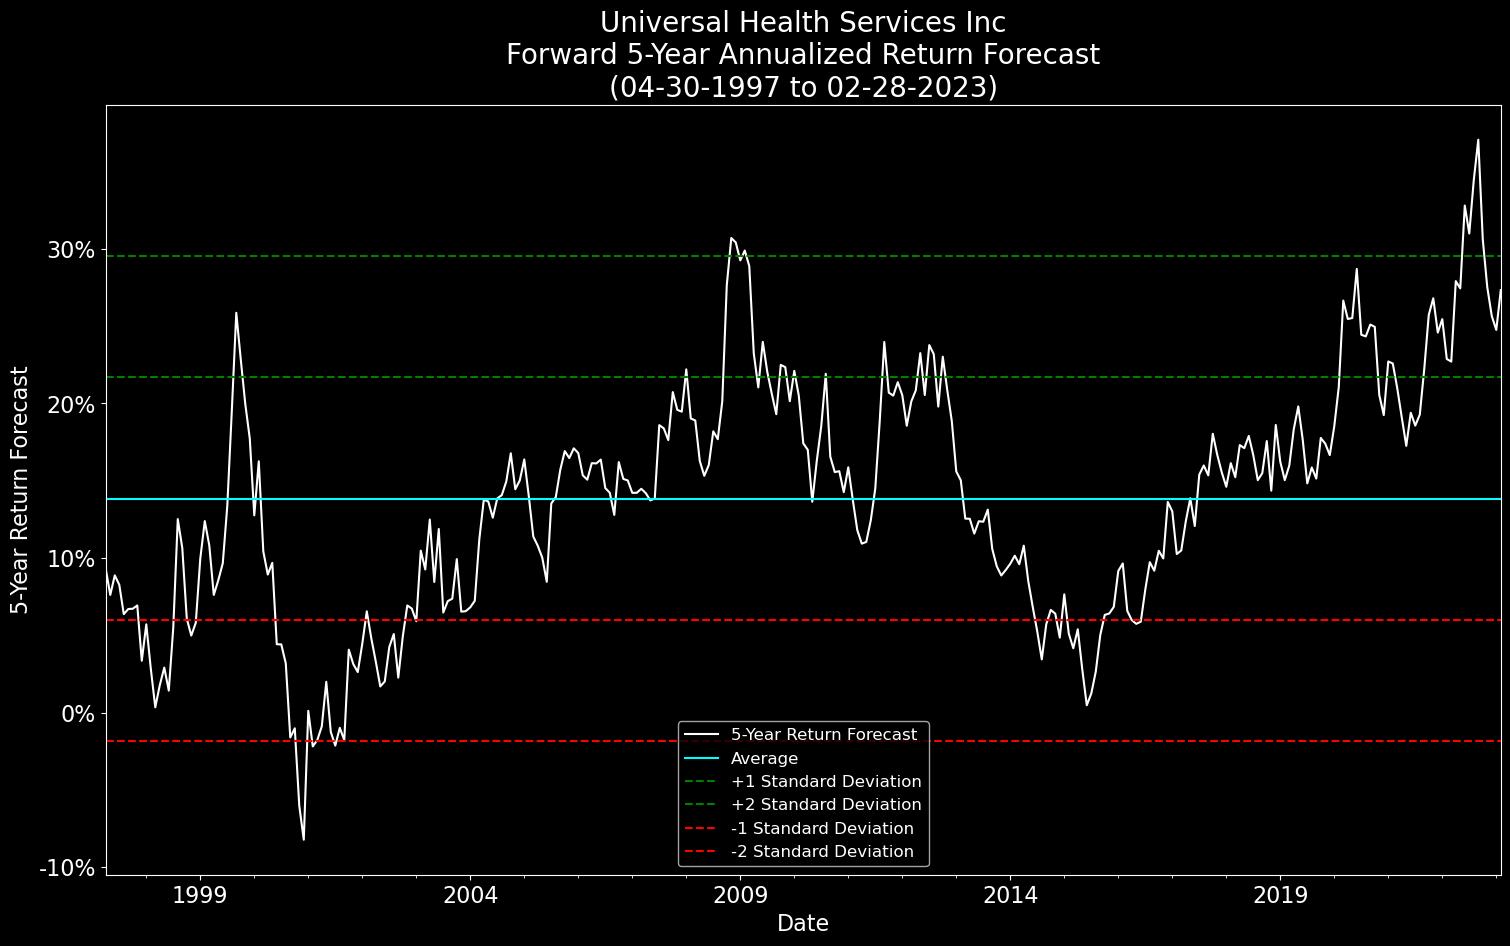 Universal Health Services Inc
Forward 5-Year Annualized Return Forecast
(04-30-1997 to 02-28-2023)
5-Year Return Forecast
30%
20%
10%
0%
-10%
5-Year Return Forecast
Average
+1 Standard Deviation
+2 Standard Deviation
-1 Standard Deviation
-2 Standard Deviation
1999 2004 2009 2014 2019
Date